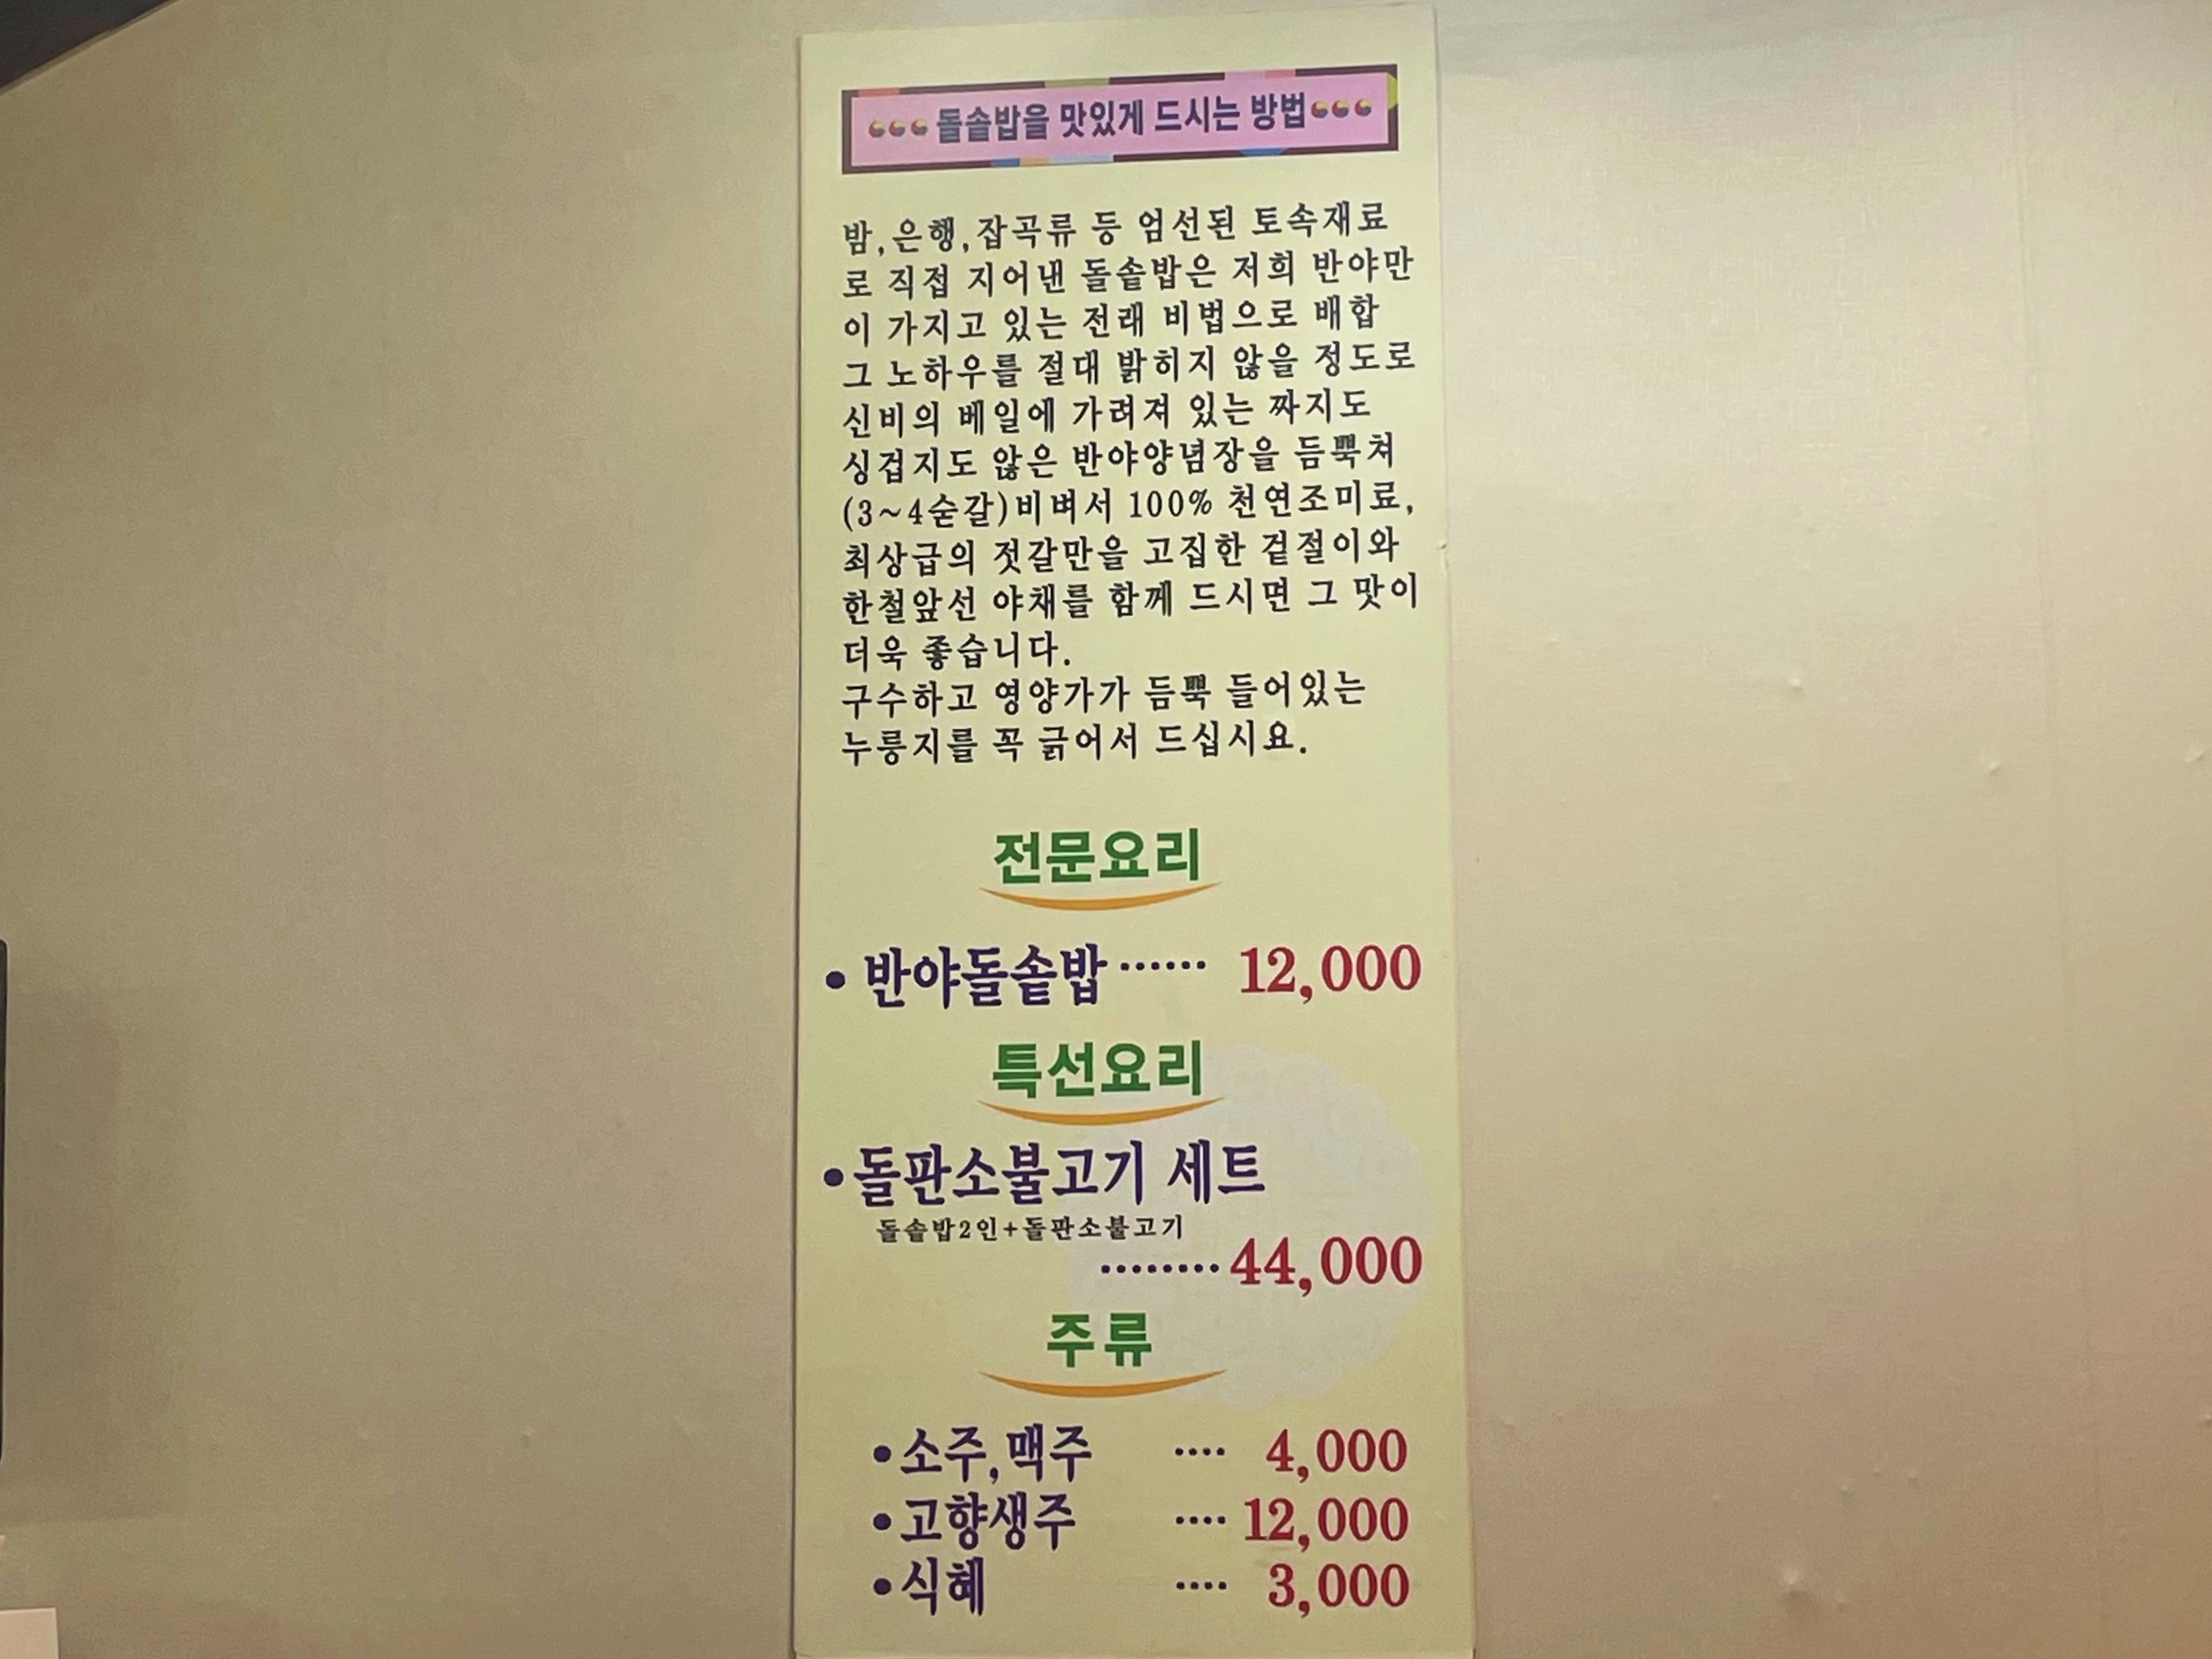 돌솥밥을 맛있게 드시는 방법
밤,은행,잡곡류 등 엄선된 토속재료
로 직접 지어낸 돌솥밥은 저희 반야만
이 가지고 있는 전래 비법으로 배합
그 노하우를 절대 밝히지 않을 정도로
신비의 베일에 가려져 있는 짜지도
싱겁지도 않은 반야양념장을 듬뿍쳐
(3~4숟갈)비벼서 100% 천연조미료,
최상급의 젓갈만을 고집한 겉절이와
한철앞선 야채를 함께 드시면 그 맛이
더욱 좋습니다.
구수하고 영양가가 듬뿍 들어있는
누룽지를 꼭 긁어서 드십시요.
전문요리
• 반야돌솥밥 ⋯⋯ 12,000
특선요리
•돌판소불고기 세트
돌솥밥2인+돌판소불고기
........44,000
주류
•소주,맥주 .... 4,000
•고향생주 .... 12,000
•식혜 .... 3,000